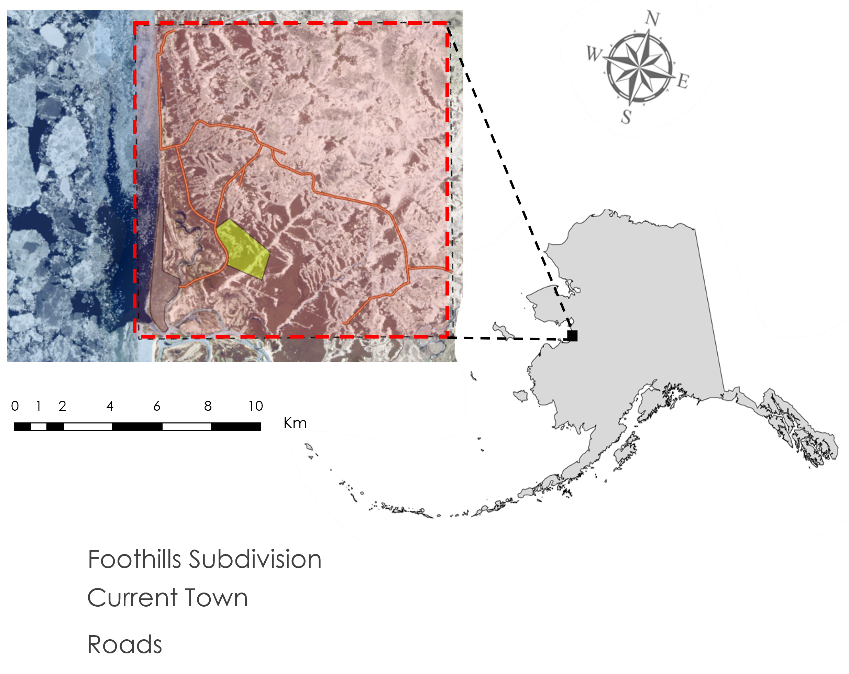 N
W
E
S
0 1 2 4 6 8 10
Km
Foothills Subdivision
Current Town
Roads